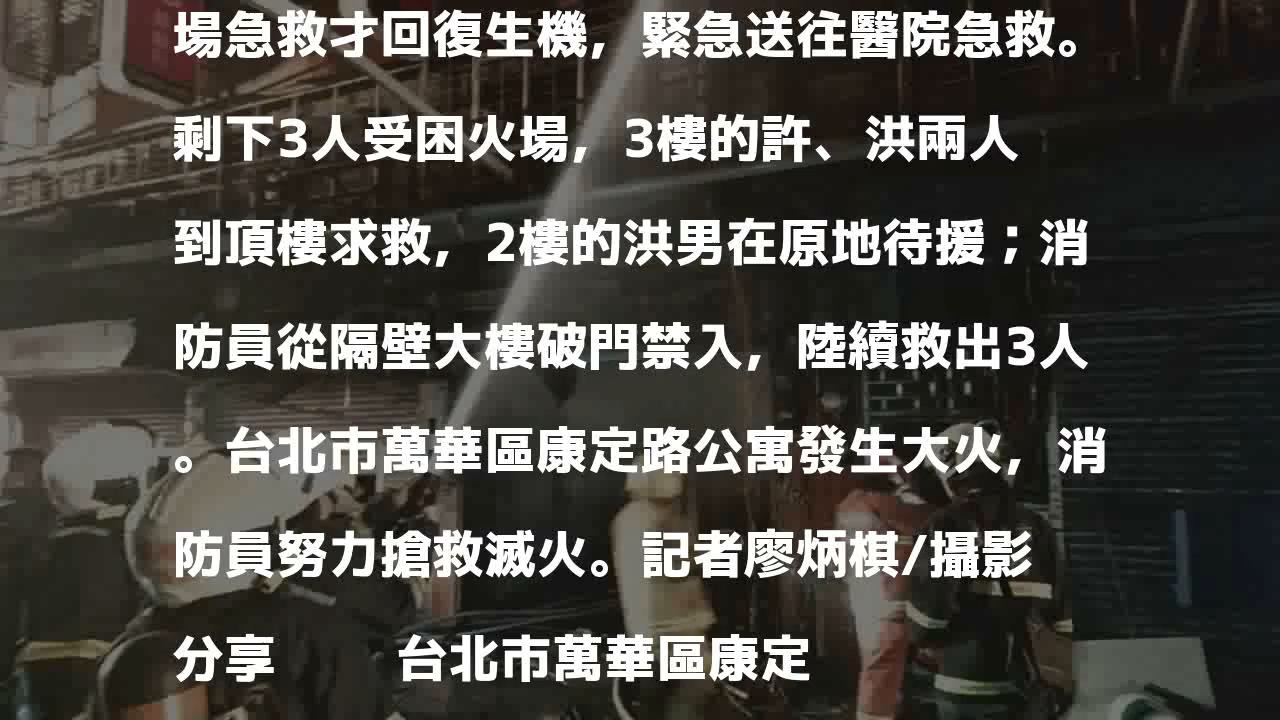 場急救才回復生機，緊急送往醫院急救。
剩下3人受困火場，3樓的許、洪兩人
到頂樓求救，2樓的洪男在原地待援；消
防員從隔壁大樓破門禁入，陸續救出3人
。台北市萬華區康定路公寓發生大火，消
防員努力搶救滅火。記者廖炳棋/攝影
分享　　台北市萬華區康定